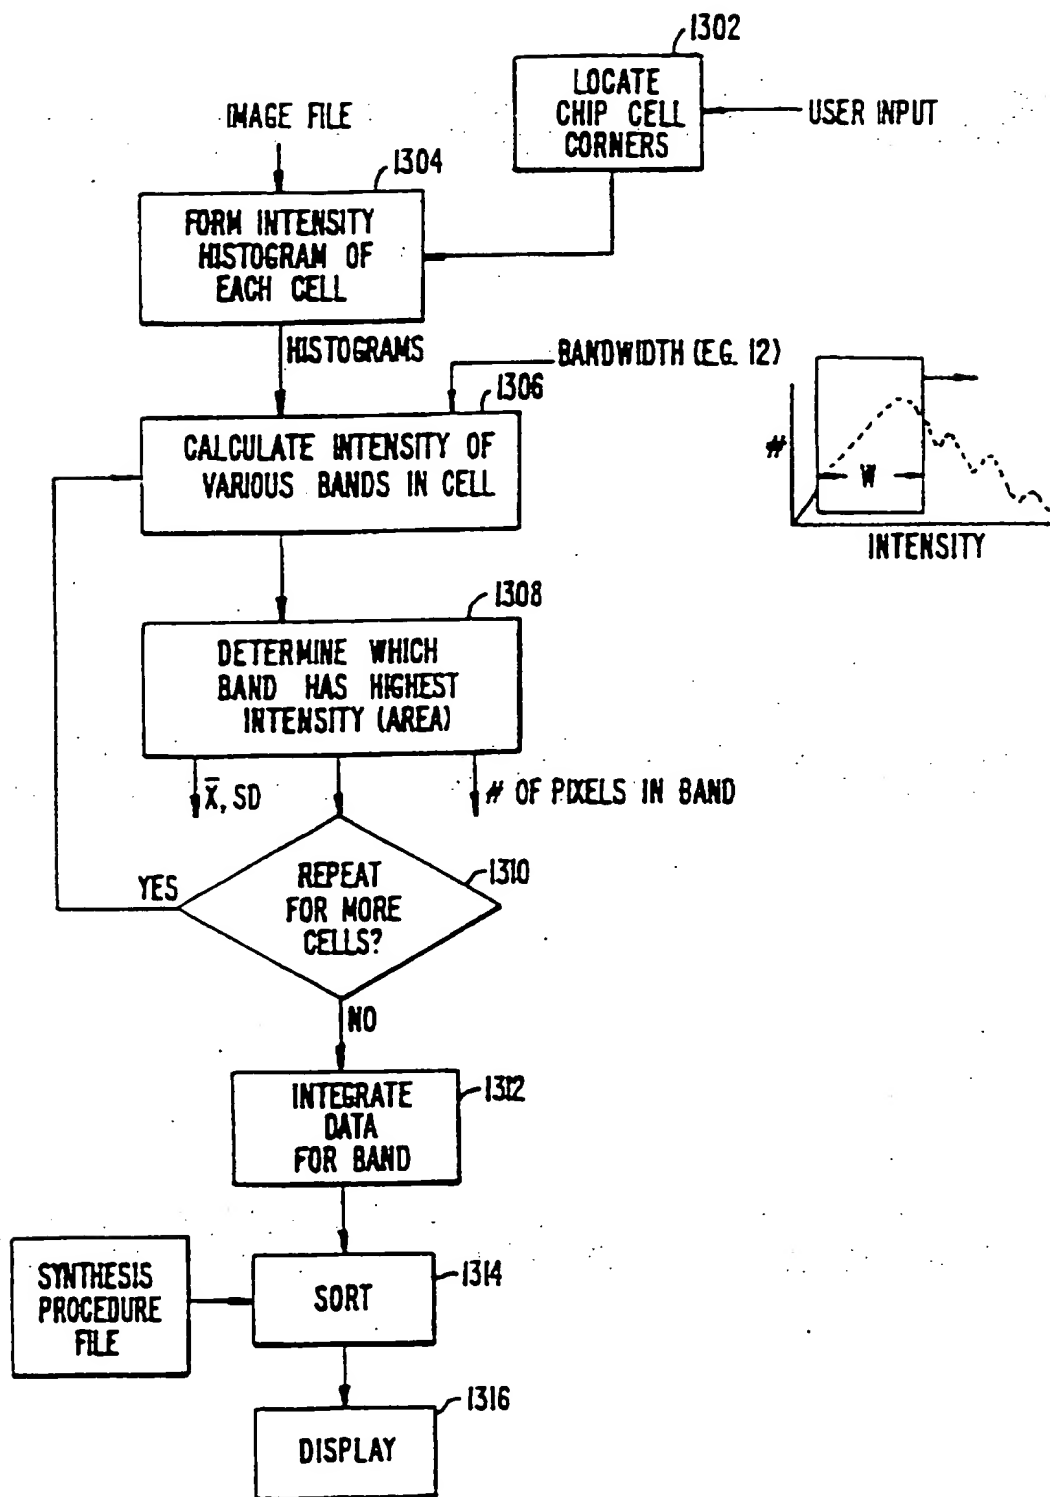 1302
LOCATE
CHIP CELL
CORNERS
USER INPUT
IMAGE FILE
1304
FORM INTENSITY
HISTOGRAM OF
EACH CELL
HISTOGRAMS
BANDWIDTH (E.G. 12)
1306
CALCULATE INTENSITY OF
VARIOUS BANDS IN CELL
#
W
INTENSITY
1308
DETERMINE WHICH
BAND HAS HIGHEST
INTENSITY (AREA)
X̄, SD
# OF PIXELS IN BAND
YES
1310
REPEAT
FOR MORE
CELLS?
NO
1312
INTEGRATE
DATA
FOR BAND
SYNTHESIS
PROCEDURE
FILE
1314
SORT
1316
DISPLAY